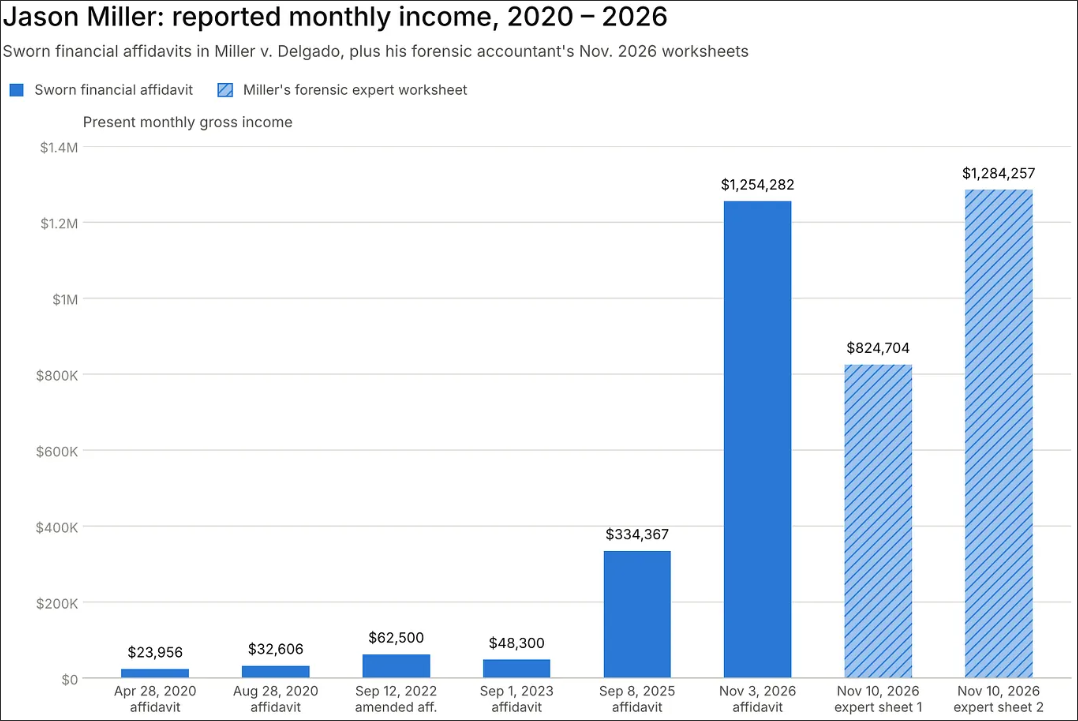 Jason Miller: reported monthly income, 2020 – 2026
Sworn financial affidavits in Miller v. Delgado, plus his forensic accountant's Nov. 2026 worksheets
Sworn financial affidavit
Miller's forensic expert worksheet
Present monthly gross income
$1.4M
$1.2M
$1M
$800K
$600K
$400K
$200K
$0
$23,956
$32,606
$62,500
$48,300
$334,367
$1,254,282
$824,704
$1,284,257
Apr 28, 2020
affidavit
Aug 28, 2020
affidavit
Sep 12, 2022
amended aff.
Sep 1, 2023
affidavit
Sep 8, 2025
affidavit
Nov 3, 2026
affidavit
Nov 10, 2026
expert sheet 1
Nov 10, 2026
expert sheet 2